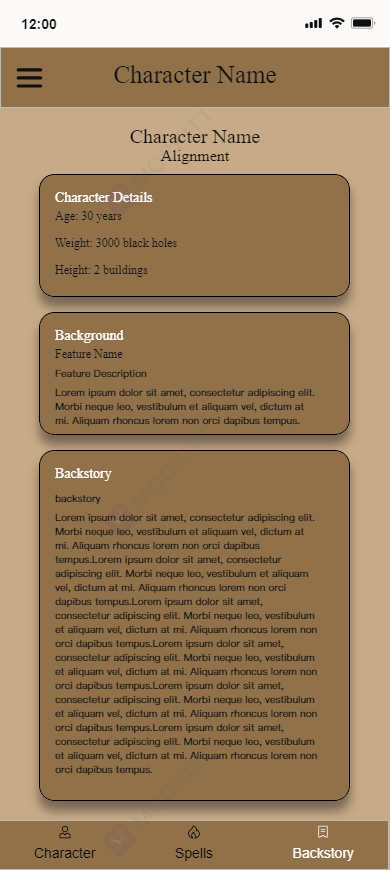 12:00
Character Name
Character Name
Alignment
Character Details
Age: 30 years
Weight: 3000 black holes
Height: 2 buildings
Background
Feature Name
Feature Description
Lorem ipsum dolor sit amet, consectetur adipiscing elit.
Morbi neque leo, vestibulum et aliquam vel, dictum at
mi. Aliquam rhoncus lorem non orci dapibus tempus.
Backstory
backstory
Lorem ipsum dolor sit amet, consectetur adipiscing elit.
Morbi neque leo, vestibulum et aliquam vel, dictum at
mi. Aliquam rhoncus lorem non orci dapibus
tempus.Lorem ipsum dolor sit amet, consectetur
adipiscing elit. Morbi neque leo, vestibulum et aliquam
vel, dictum at mi. Aliquam rhoncus lorem non orci
dapibus tempus.Lorem ipsum dolor sit amet,
consectetur adipiscing elit. Morbi neque leo, vestibulum
et aliquam vel, dictum at mi. Aliquam rhoncus lorem non
orci dapibus tempus.Lorem ipsum dolor sit amet,
consectetur adipiscing elit. Morbi neque leo, vestibulum
et aliquam vel, dictum at mi. Aliquam rhoncus lorem non
orci dapibus tempus.Lorem ipsum dolor sit amet,
consectetur adipiscing elit. Morbi neque leo, vestibulum
et aliquam vel, dictum at mi. Aliquam rhoncus lorem non
orci dapibus tempus.Lorem ipsum dolor sit amet,
consectetur adipiscing elit. Morbi neque leo, vestibulum
et aliquam vel, dictum at mi. Aliquam rhoncus lorem non
orci dapibus tempus.
Character
Spells
Backstory